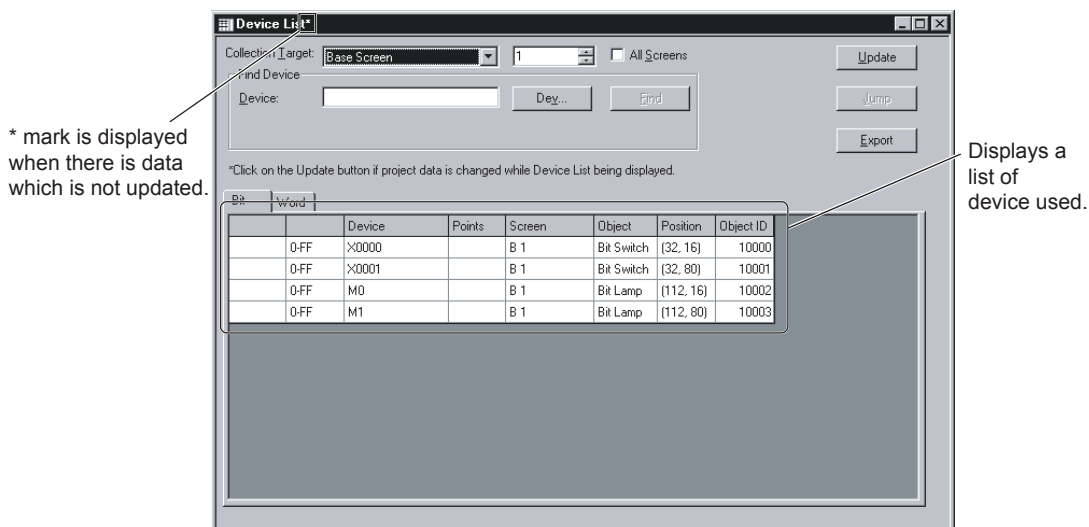 Device List*
Collection Target: Base Screen 1 All Screens Update
Find Device
Device: Dev... Find Jump
Export
* mark is displayed
when there is data
which is not updated.
Displays a
list of
device used.
*Click on the Update button if project data is changed while Device List being displayed.
Bit Word
Device Points Screen Object Position Object ID
0-FF X0000 B 1 Bit Switch (32, 16) 10000
0-FF X0001 B 1 Bit Switch (32, 80) 10001
0-FF M0 B 1 Bit Lamp (112, 16) 10002
0-FF M1 B 1 Bit Lamp (112, 80) 10003